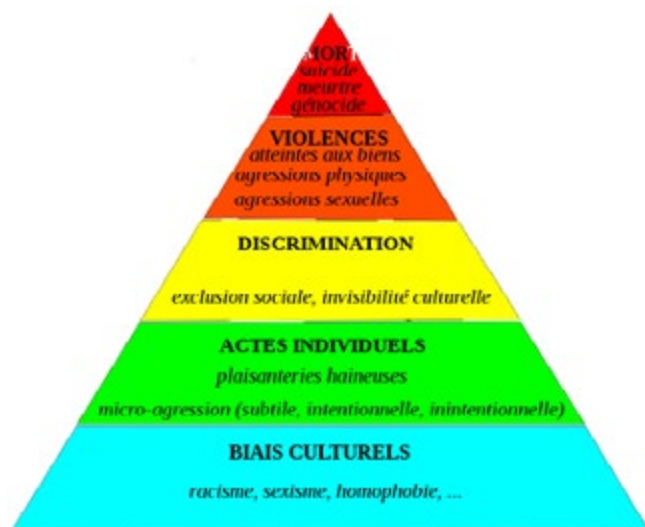 MORT
suicide
meurtre
génocide
VIOLENCES
atteintes aux biens
agressions physiques
agressions sexuelles
DISCRIMINATION
exclusion sociale, invisibilité culturelle
ACTES INDIVIDUELS
plaisanteries haineuses
micro-agression (subtile, intentionnelle, inintentionnelle)
BIAIS CULTURELS
racisme, sexisme, homophobie, ...